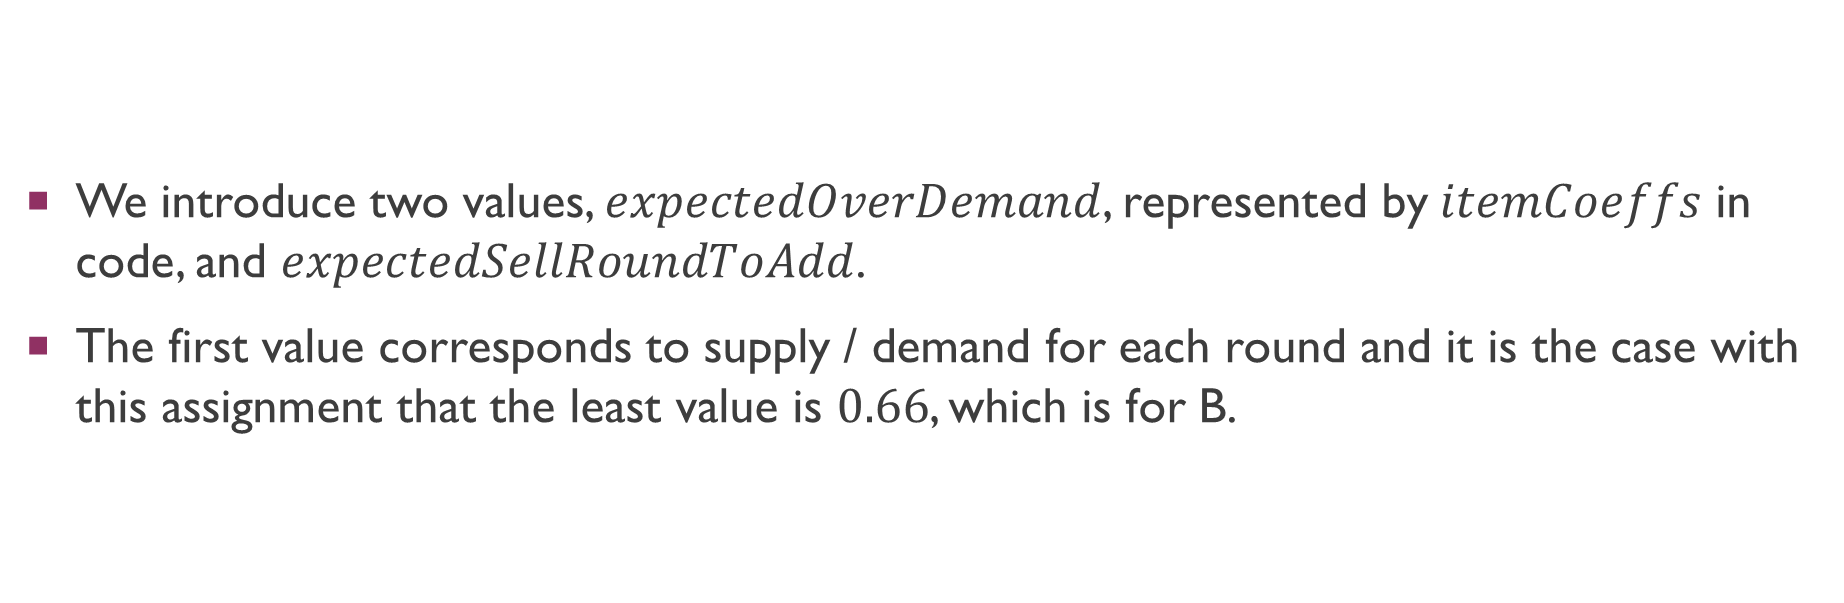 ▪ We introduce two values, expectedOverDemand, represented by itemCoeffs in
code, and expectedSellRoundToAdd.
▪ The first value corresponds to supply / demand for each round and it is the case with
this assignment that the least value is 0.66, which is for B.